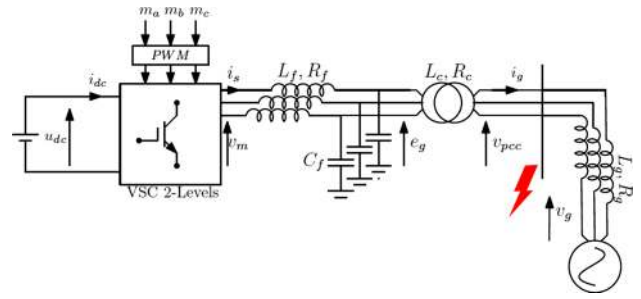 m_a m_b m_c
PWM
i_dc
i_s
L_f, R_f
L_c, R_c
i_g
u_dc
v_m
C_f
e_g
v_pcc
L_g, R_g
v_g
VSC 2-Levels